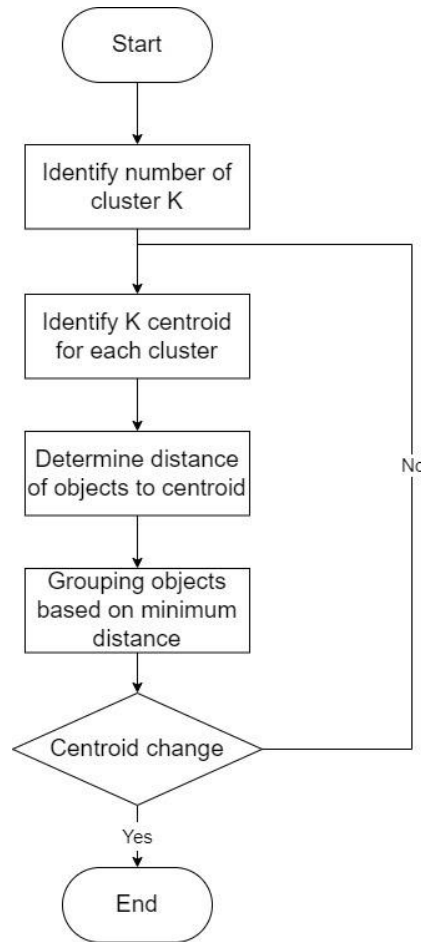 Start
Identify number of
cluster K
Identify K centroid
for each cluster
Determine distance
of objects to centroid
No
Grouping objects
based on minimum
distance
Centroid change
Yes
End